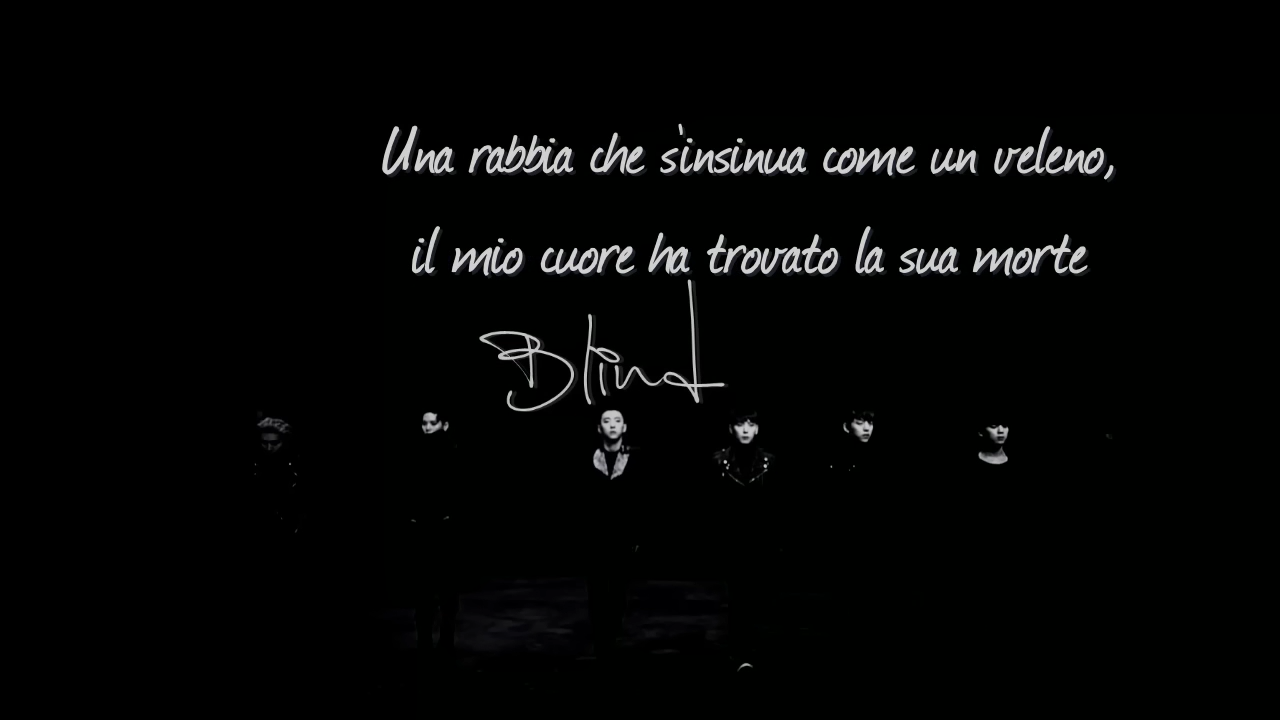 Una rabbia che s'insinua come un veleno,
il mio cuore ha trovato la sua morte
Blind